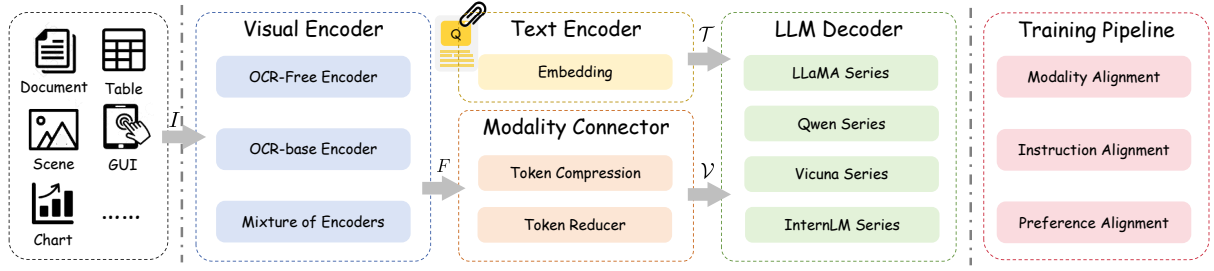 Document
Table
Scene
GUI
Chart
......
I
Visual Encoder
OCR-Free Encoder
OCR-base Encoder
Mixture of Encoders
F
Q
Text Encoder
Embedding
Modality Connector
Token Compression
Token Reducer
𝒯
𝒱
LLM Decoder
LLaMA Series
Qwen Series
Vicuna Series
InternLM Series
Training Pipeline
Modality Alignment
Instruction Alignment
Preference Alignment